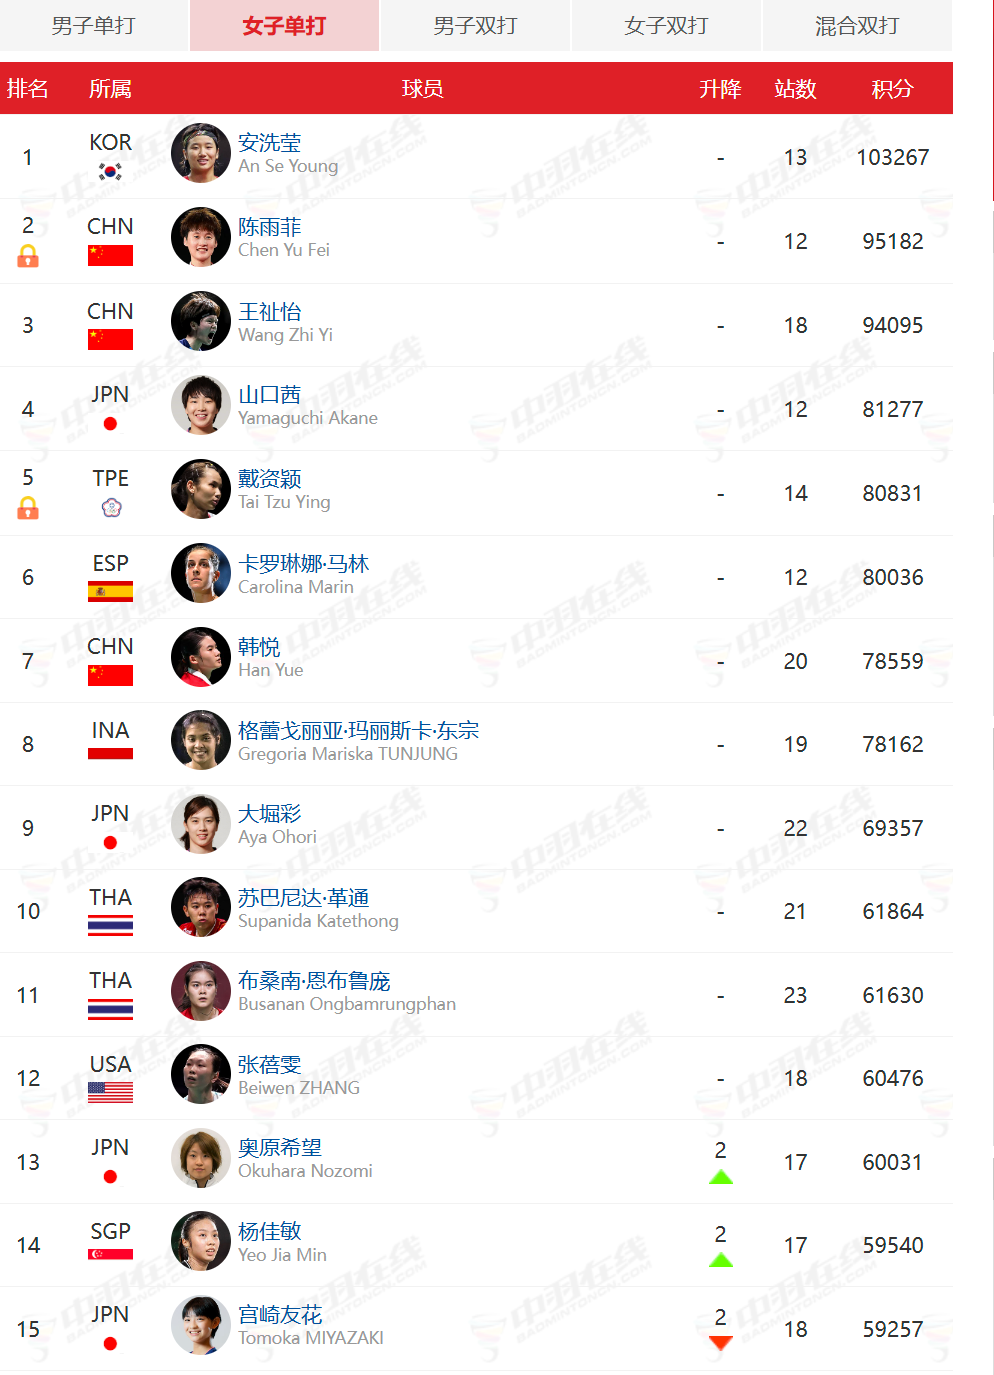 男子单打 女子单打 男子双打 女子双打 混合双打
排名 所属 球员 升降 站数 积分
1 KOR 安洗莹 - 13 103267
An Se Young
2 CHN 陈雨菲 - 12 95182
Chen Yu Fei
3 CHN 王祉怡 - 18 94095
Wang Zhi Yi
4 JPN 山口茜 - 12 81277
Yamaguchi Akane
5 TPE 戴资颖 - 14 80831
Tai Tzu Ying
6 ESP 卡罗琳娜·马林 - 12 80036
Carolina Marin
7 CHN 韩悦 - 20 78559
Han Yue
8 INA 格蕾戈丽亚·玛丽斯卡·东宗 - 19 78162
Gregoria Mariska TUNJUNG
9 JPN 大堀彩 - 22 69357
Aya Ohori
10 THA 苏巴尼达·革通 - 21 61864
Supanida Katethong
11 THA 布桑南·恩布鲁庞 - 23 61630
Busanan Ongbamrungphan
12 USA 张蓓雯 - 18 60476
Beiwen ZHANG
13 JPN 奥原希望 2 17 60031
Okuhara Nozomi
14 SGP 杨佳敏 2 17 59540
Yeo Jia Min
15 JPN 宫崎友花 2 18 59257
Tomoka MIYAZAKI
中羽在线
BADMINTONCN.COM